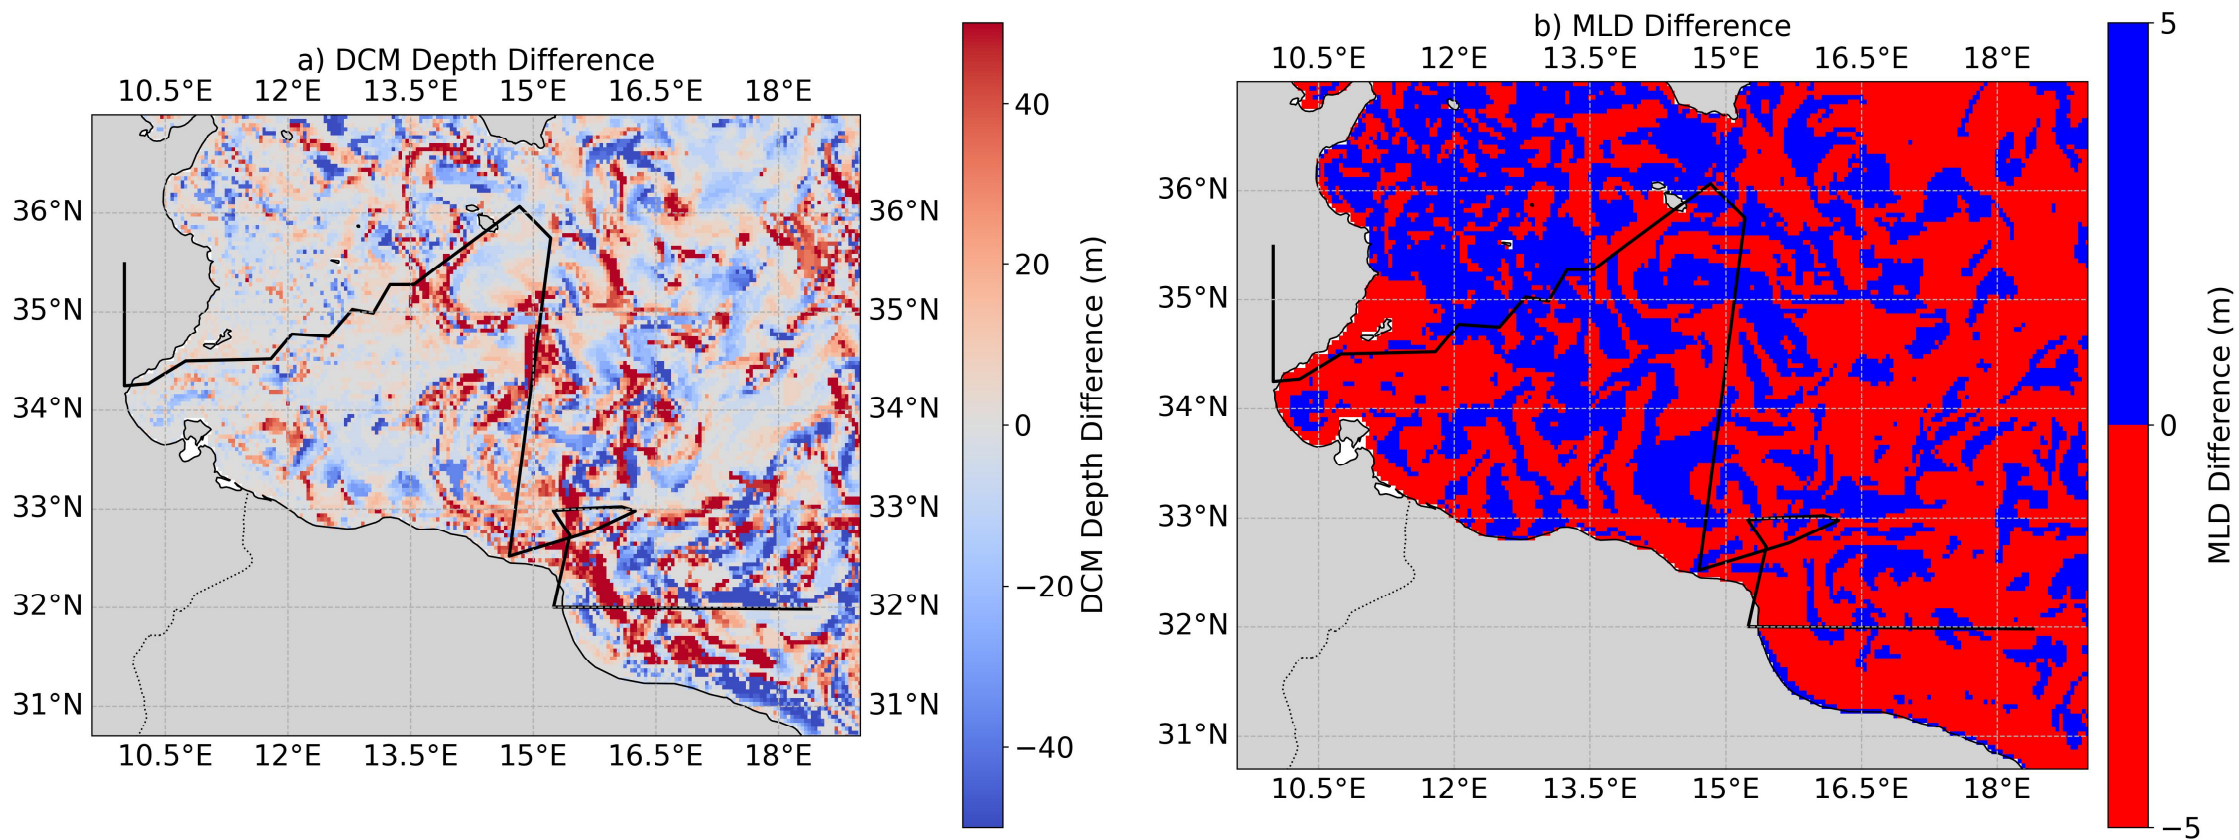 a) DCM Depth Difference
10.5°E 12°E 13.5°E 15°E 16.5°E 18°E
36°N 36°N
35°N 35°N
34°N 34°N
33°N 33°N
32°N 32°N
31°N 31°N
10.5°E 12°E 13.5°E 15°E 16.5°E 18°E
40
20
0
−20
−40
DCM Depth Difference (m)
b) MLD Difference
10.5°E 12°E 13.5°E 15°E 16.5°E 18°E
36°N
35°N
34°N
33°N
32°N
31°N
10.5°E 12°E 13.5°E 15°E 16.5°E 18°E
5
0
−5
MLD Difference (m)